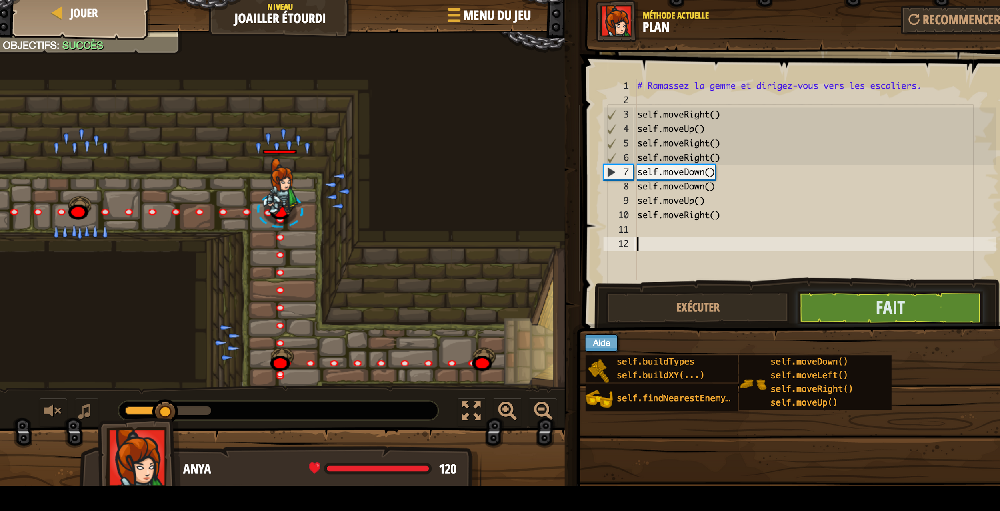 JOUER
NIVEAU
JOAILLER ÉTOURDI
MENU DU JEU
OBJECTIFS: SUCCÈS
MÉTHODE ACTUELLE
PLAN
RECOMMENCER
1 # Ramassez la gemme et dirigez-vous vers les escaliers.
2
3 self.moveRight()
4 self.moveUp()
5 self.moveRight()
6 self.moveRight()
7 self.moveDown()
8 self.moveDown()
9 self.moveUp()
10 self.moveRight()
11
12
EXÉCUTER
FAIT
Aide
self.buildTypes
self.buildXY(...)
self.findNearestEnemy…
self.moveDown()
self.moveLeft()
self.moveRight()
self.moveUp()
ANYA
120